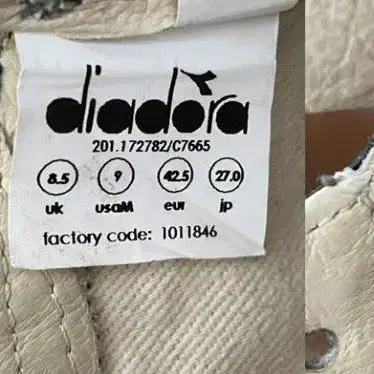 diadora
201.172782/C7665
8.5 9 42.5 27.0
uk usaM eur jp
factory code: 1011846